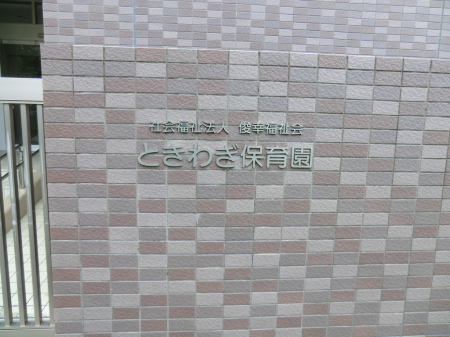 社会福祉法人 俊幸福祉会
ときわぎ保育園